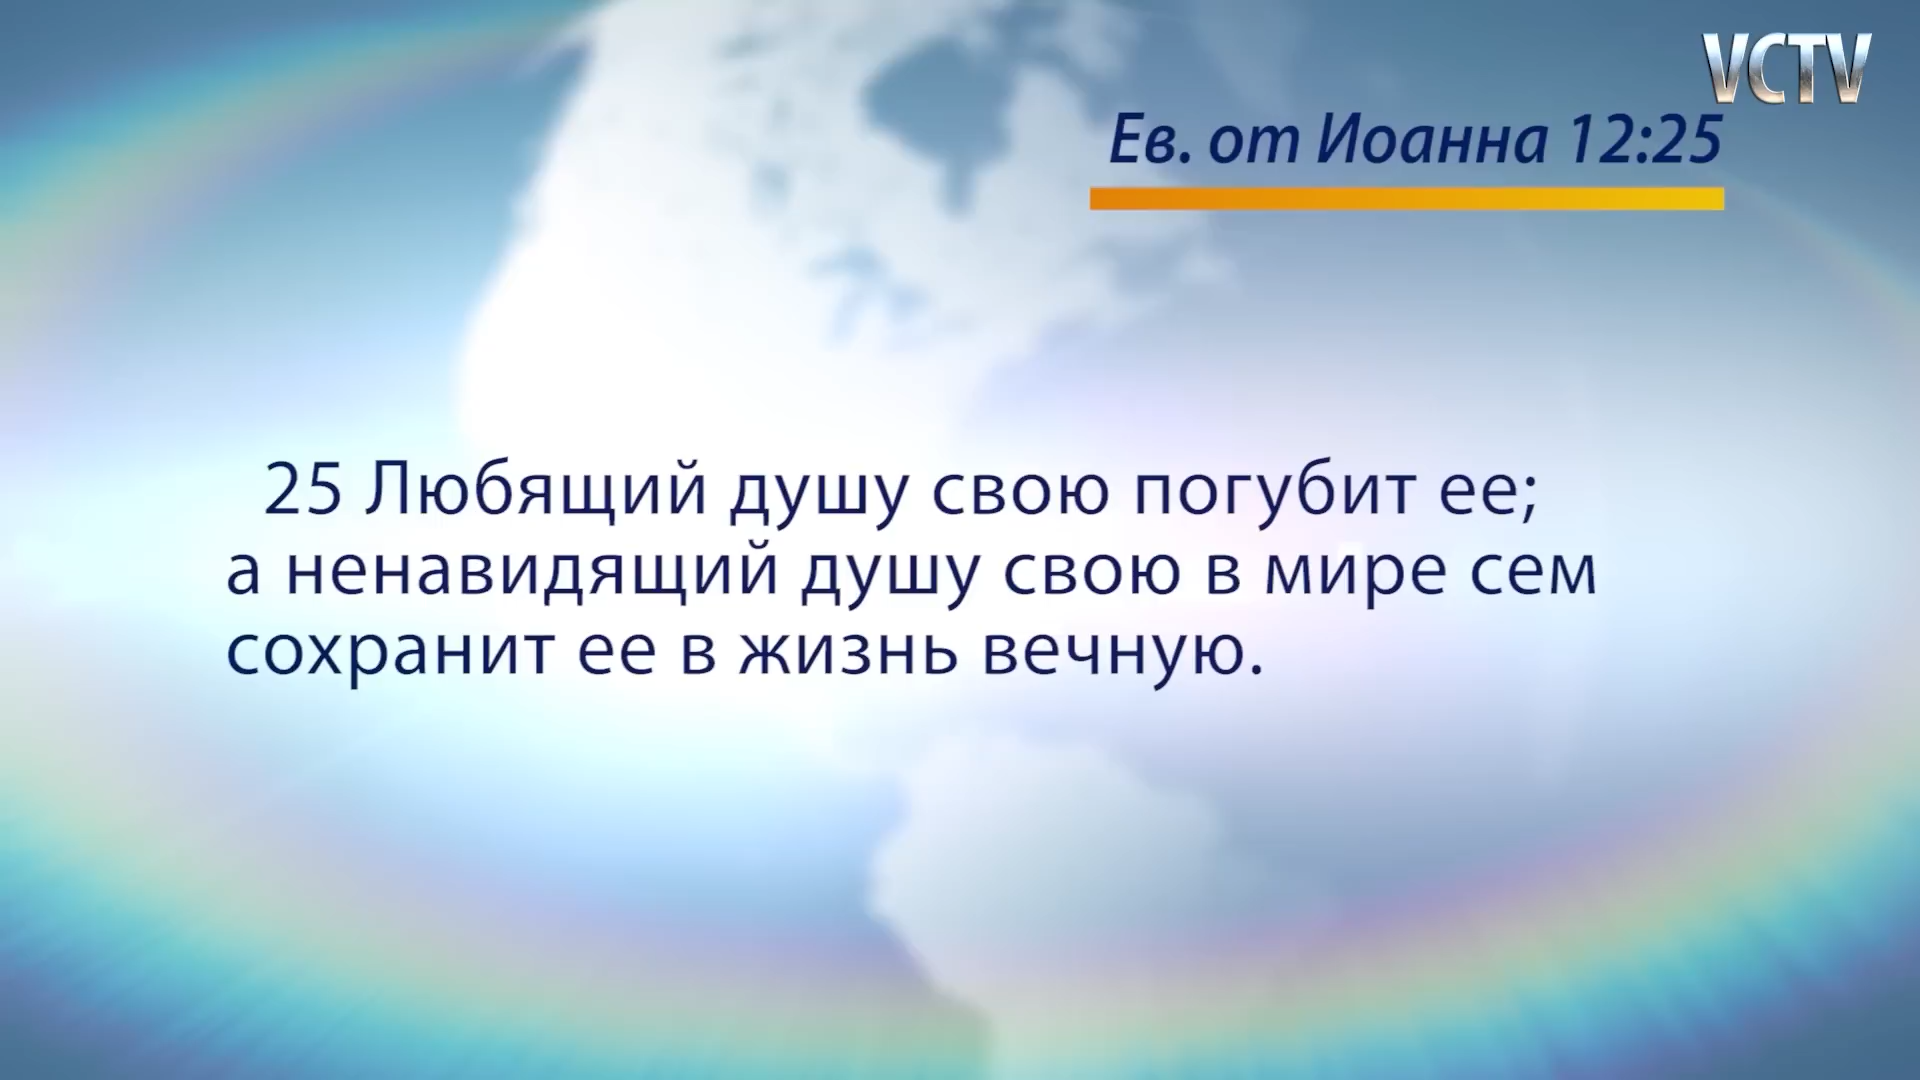 VCTV
Ев. от Иоанна 12:25
25 Любящий душу свою погубит ее;
а ненавидящий душу свою в мире сем
сохранит ее в жизнь вечную.